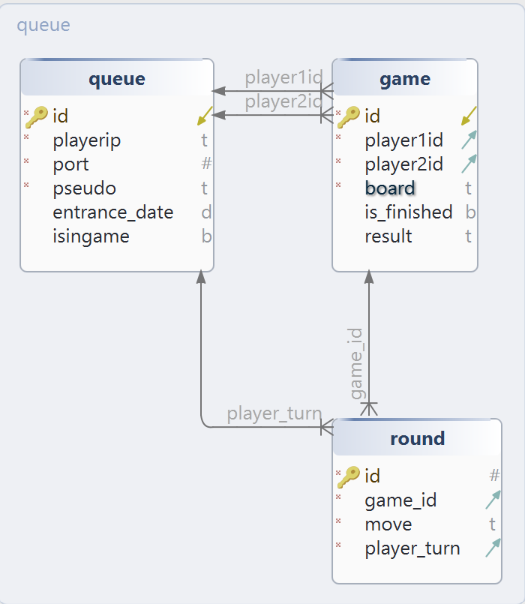 queue
queue
* id
* playerip t
* port #
* pseudo t
entrance_date d
isingame b
player1id
player2id
game
* id
* player1id
* player2id
* board t
is_finished b
result t
game_id
player_turn
round
* id #
* game_id
* move t
* player_turn